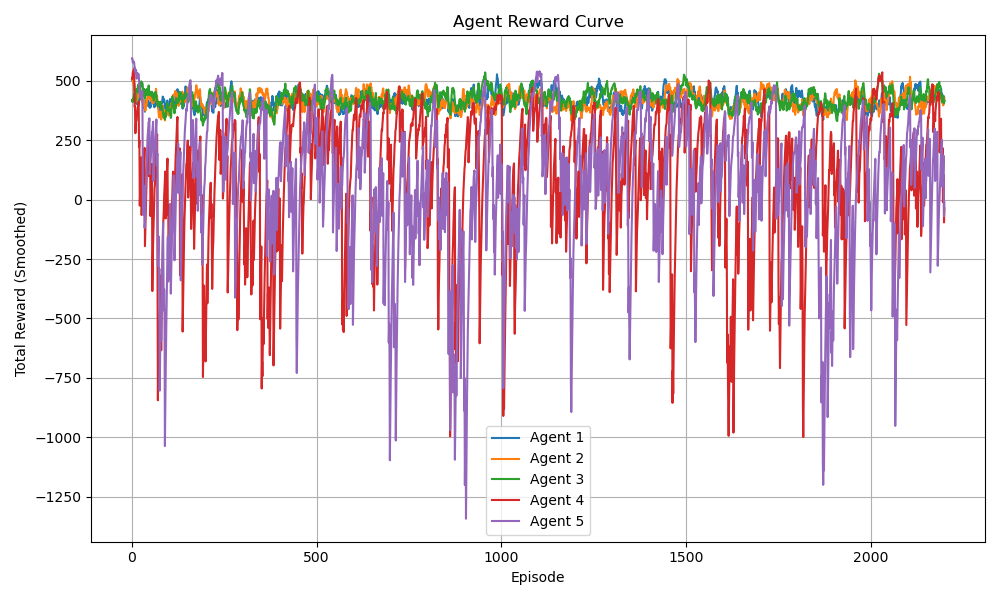 Agent Reward Curve
Total Reward (Smoothed)
500
250
0
−250
−500
−750
−1000
−1250
Agent 1
Agent 2
Agent 3
Agent 4
Agent 5
0 500 1000 1500 2000
Episode